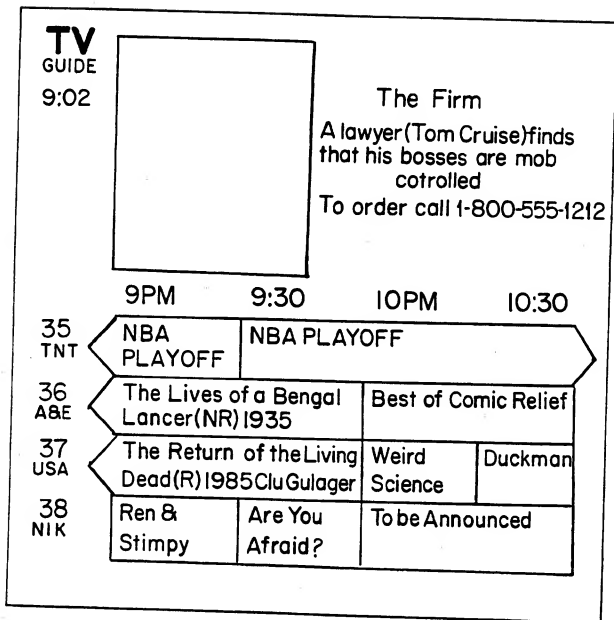 TV
GUIDE
9:02
The Firm
A lawyer(Tom Cruise)finds
that his bosses are mob
cotrolled
To order call 1-800-555-1212
9PM 9:30 10PM 10:30
35
TNT
NBA
PLAYOFF
NBA PLAYOFF
36
A&E
The Lives of a Bengal
Lancer(NR)1935
Best of Comic Relief
37
USA
The Return of the Living
Dead(R)1985CluGulager
Weird
Science
Duckman
38
NIK
Ren &
Stimpy
Are You
Afraid?
To be Announced